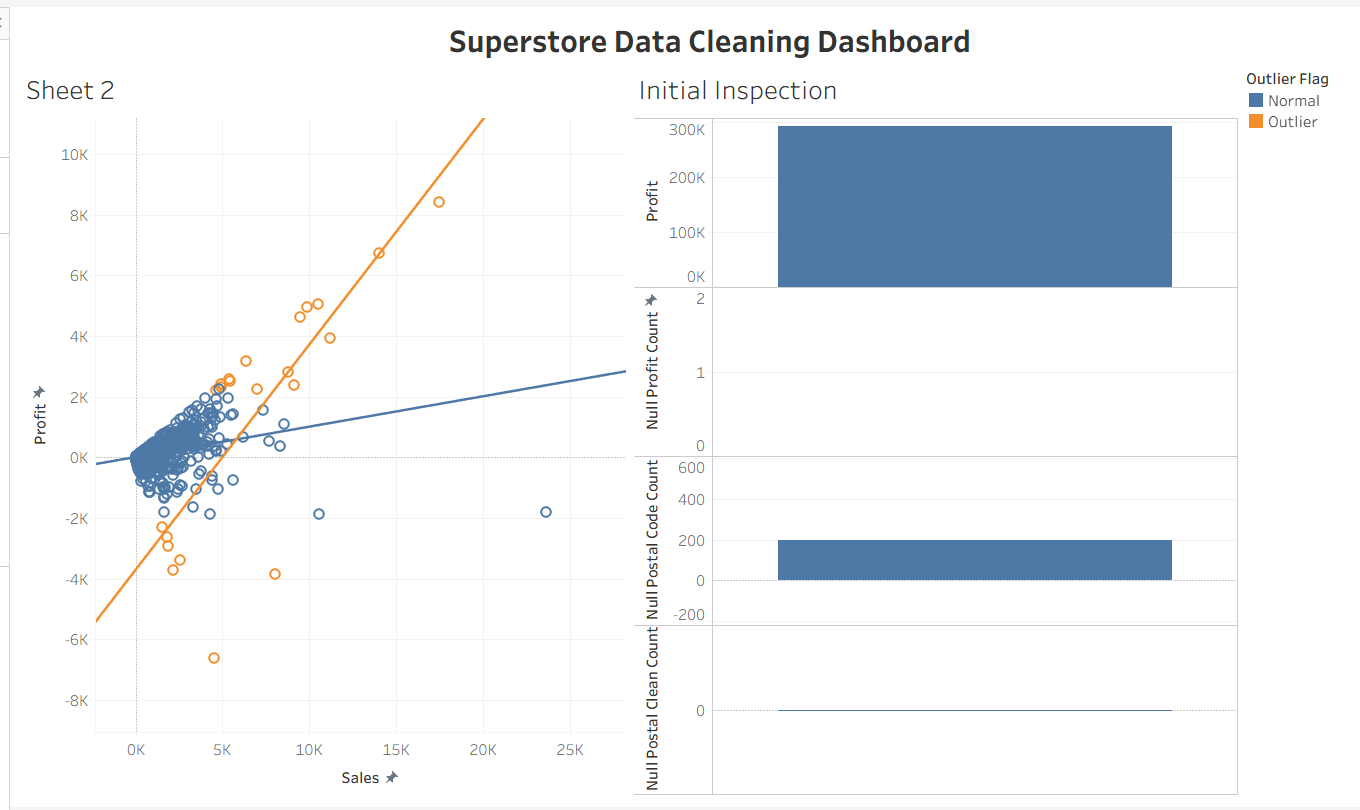 Superstore Data Cleaning Dashboard
Sheet 2
10K
8K
6K
4K
2K
0K
-2K
-4K
-6K
-8K
Profit
0K
5K
10K
15K
20K
25K
Sales
Initial Inspection
Profit
300K
200K
100K
0K
Null Profit Count
2
1
0
Null Postal Code Count
600
400
200
0
-200
Null Postal Clean Count
0
Outlier Flag
Normal
Outlier